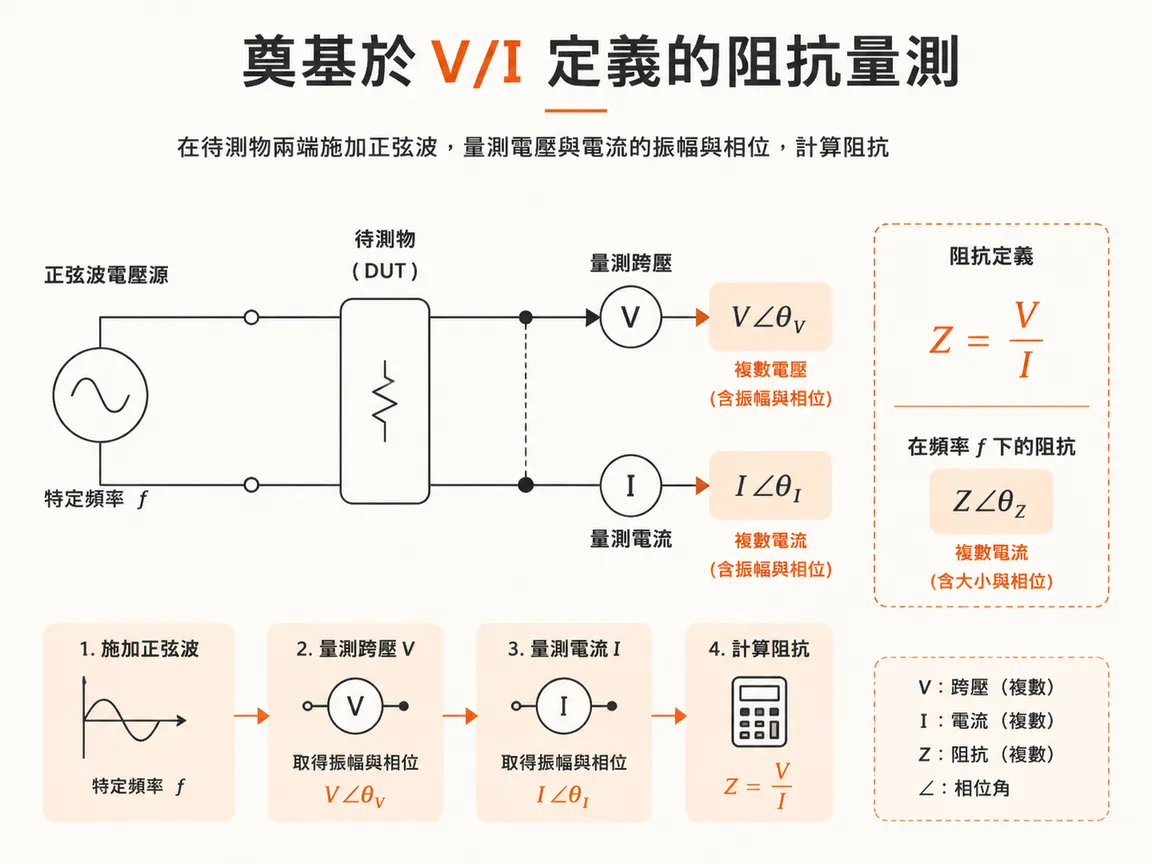 奠基於 V/I 定義的阻抗量測
在待測物兩端施加正弦波，量測電壓與電流的振幅與相位，計算阻抗
正弦波電壓源
特定頻率 f
待測物
(DUT)
量測跨壓
V
V∠θV
複數電壓
(含振幅與相位)
I
量測電流
I∠θI
複數電流
(含振幅與相位)
阻抗定義
Z = V/I
在頻率 f 下的阻抗
Z∠θZ
複數電流
(含大小與相位)
1. 施加正弦波
特定頻率 f
2. 量測跨壓 V
V
取得振幅與相位
V∠θV
3. 量測電流 I
I
取得振幅與相位
I∠θI
4. 計算阻抗
Z = V/I
V：跨壓（複數）
I：電流（複數）
Z：阻抗（複數）
∠：相位角